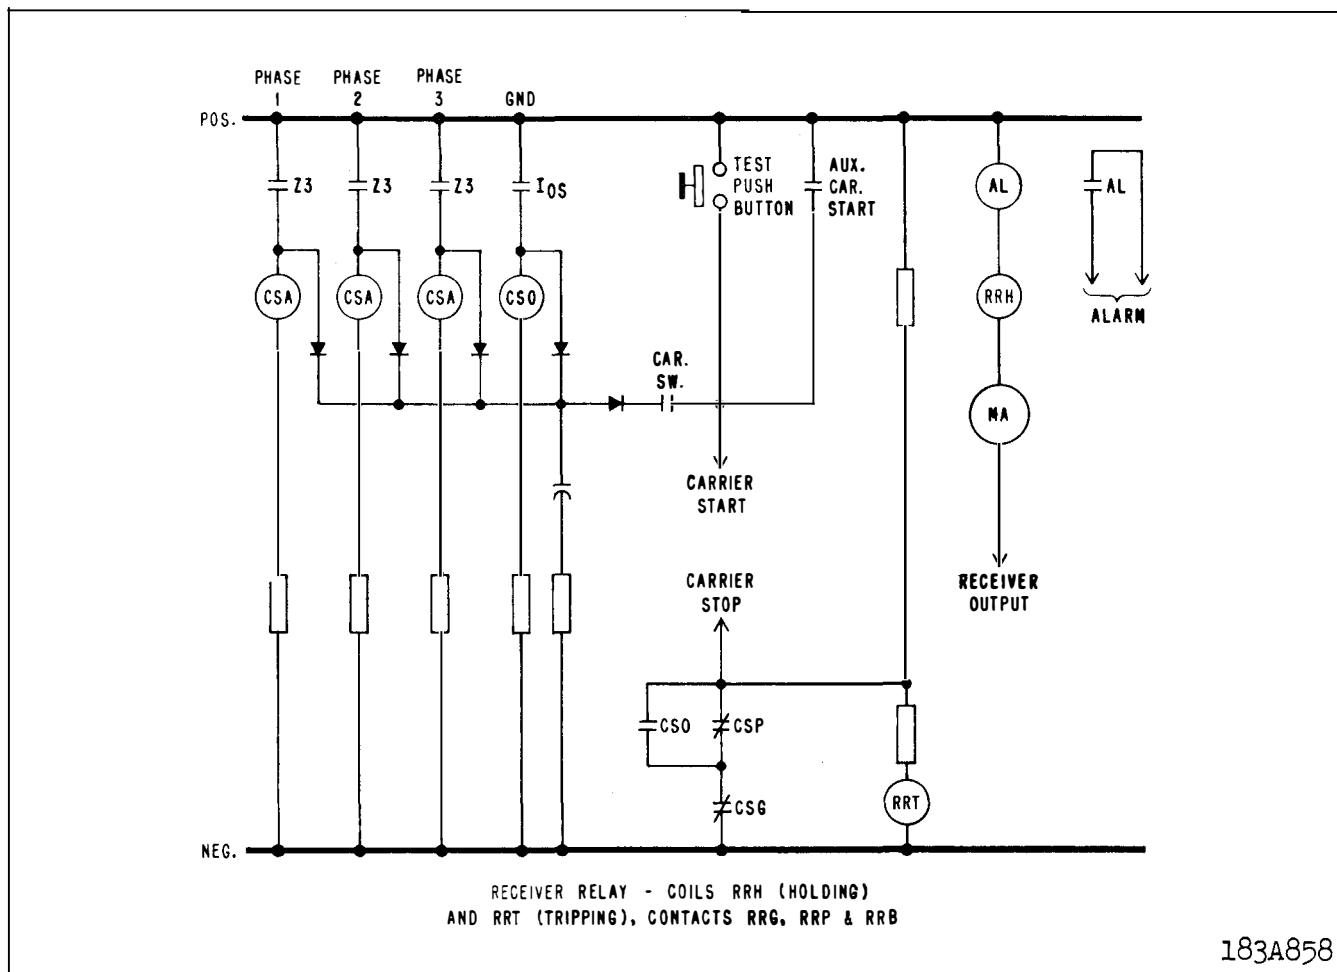 PHASE 1
PHASE 2
PHASE 3
GND
POS.
Z3
Z3
Z3
IOS
TEST
PUSH
BUTTON
AUX.
CAR.
START
AL
AL
CSA
CSA
CSA
CSO
RRH
ALARM
CAR.
SW.
MA
CARRIER
START
CARRIER
STOP
RECEIVER
OUTPUT
CSO
CSP
CSG
RRT
NEG.
RECEIVER RELAY - COILS RRH (HOLDING)
AND RRT (TRIPPING), CONTACTS RRG, RRP & RRB
183A858